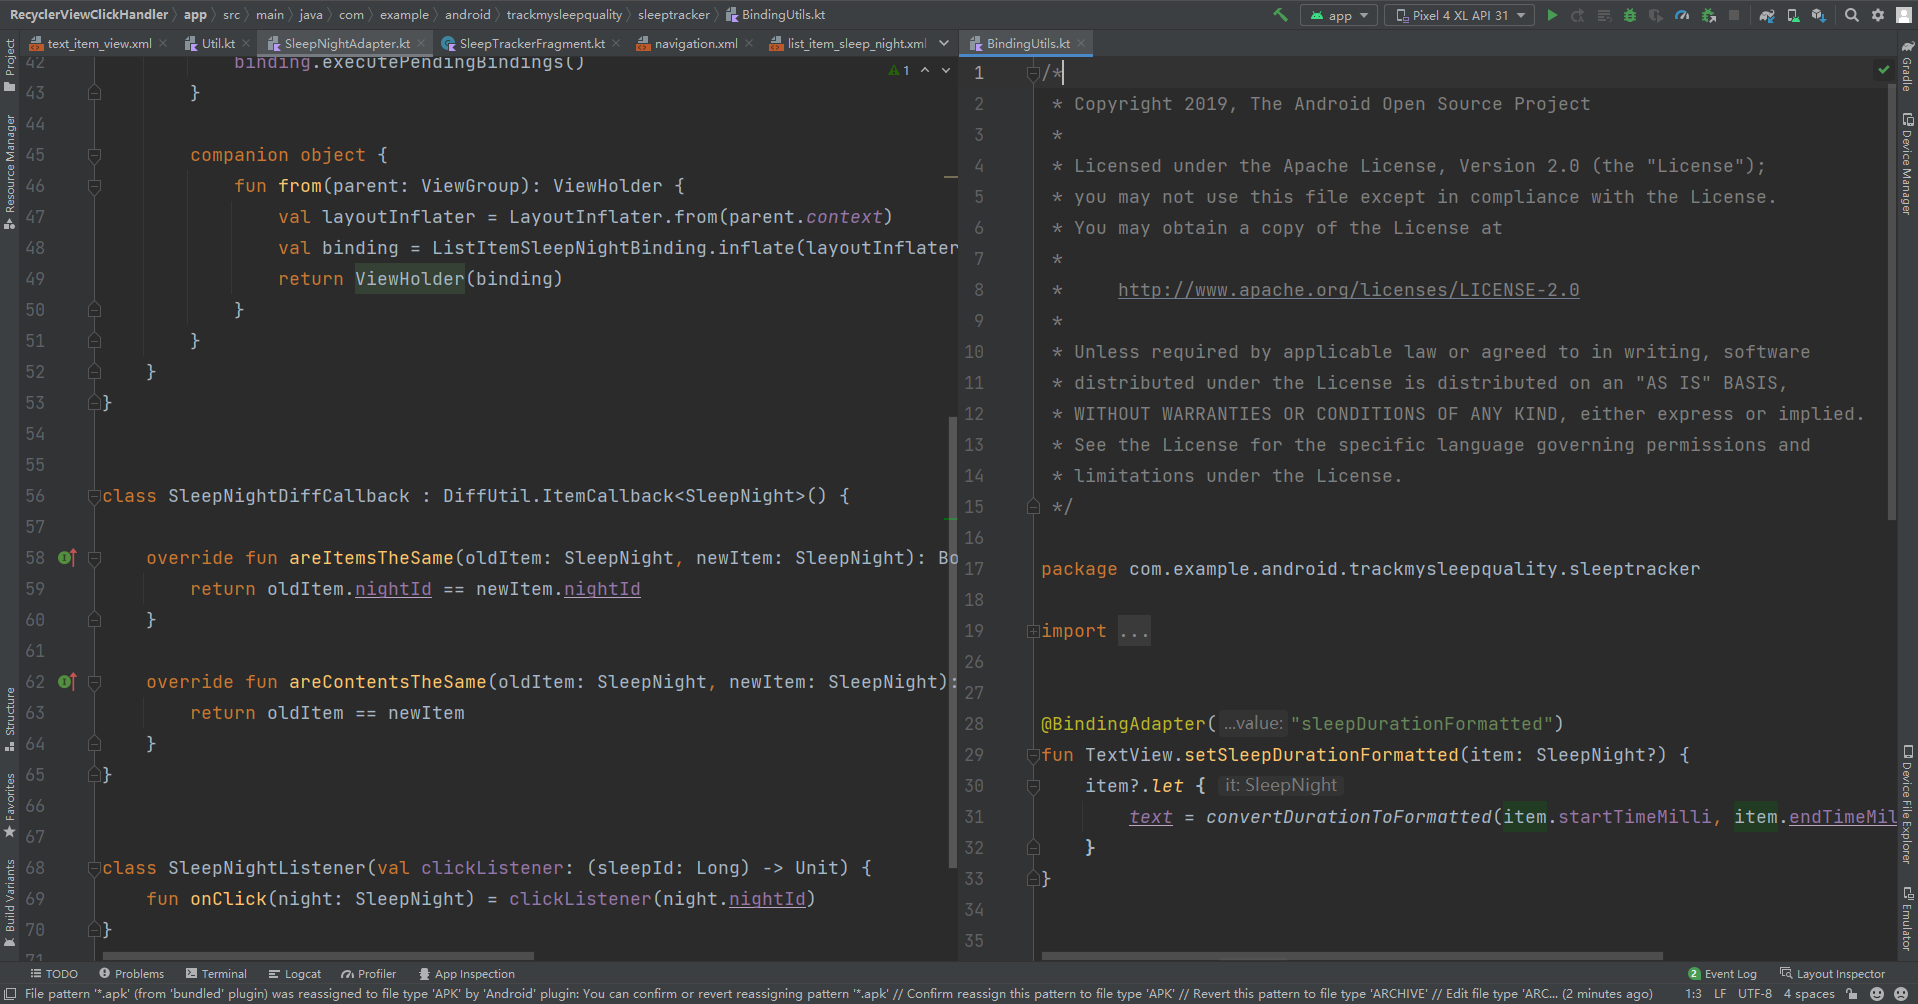 RecyclerViewClickHandler app src main java com example android trackmysleepquality sleeptracker BindingUtils.kt
app Pixel 4 XL API 31
text_item_view.xml Util.kt SleepNightAdapter.kt SleepTrackerFragment.kt navigation.xml list_item_sleep_night.xml
Project
Resource Manager
Structure
Favorites
Build Variants
42 binding.executePendingBindings()
1
43 }
44
45 companion object {
46 fun from(parent: ViewGroup): ViewHolder {
47 val layoutInflater = LayoutInflater.from(parent.context)
48 val binding = ListItemSleepNightBinding.inflate(layoutInflater
49 return ViewHolder(binding)
50 }
51 }
52 }
53 }
54
55
56 class SleepNightDiffCallback : DiffUtil.ItemCallback<SleepNight>() {
57
58 override fun areItemsTheSame(oldItem: SleepNight, newItem: SleepNight): Bo
59 return oldItem.nightId == newItem.nightId
60 }
61
62 override fun areContentsTheSame(oldItem: SleepNight, newItem: SleepNight):
63 return oldItem == newItem
64 }
65 }
66
67
68 class SleepNightListener(val clickListener: (sleepId: Long) -> Unit) {
69 fun onClick(night: SleepNight) = clickListener(night.nightId)
70 }
71
BindingUtils.kt
1 /*
2 * Copyright 2019, The Android Open Source Project
3 *
4 * Licensed under the Apache License, Version 2.0 (the "License");
5 * you may not use this file except in compliance with the License.
6 * You may obtain a copy of the License at
7 *
8 * http://www.apache.org/licenses/LICENSE-2.0
9 *
10 * Unless required by applicable law or agreed to in writing, software
11 * distributed under the License is distributed on an "AS IS" BASIS,
12 * WITHOUT WARRANTIES OR CONDITIONS OF ANY KIND, either express or implied.
13 * See the License for the specific language governing permissions and
14 * limitations under the License.
15 */
16
17 package com.example.android.trackmysleepquality.sleeptracker
18
19 import ...
26
27
28 @BindingAdapter( ...value: "sleepDurationFormatted")
29 fun TextView.setSleepDurationFormatted(item: SleepNight?) {
30 item?.let { it: SleepNight
31 text = convertDurationToFormatted(item.startTimeMilli, item.endTimeMil
32 }
33 }
34
35
Gradle
Device Manager
Device File Explorer
Emulator
TODO Problems Terminal Logcat Profiler App Inspection 2 Event Log Layout Inspector
File pattern '*.apk' (from 'bundled' plugin) was reassigned to file type 'APK' by 'Android' plugin: You can confirm or revert reassigning pattern '*.apk' // Confirm reassign this pattern to file type 'APK' // Revert this pattern to file type 'ARCHIVE' // Edit file type 'ARC... (2 minutes ago) 1:3 LF UTF-8 4 spaces